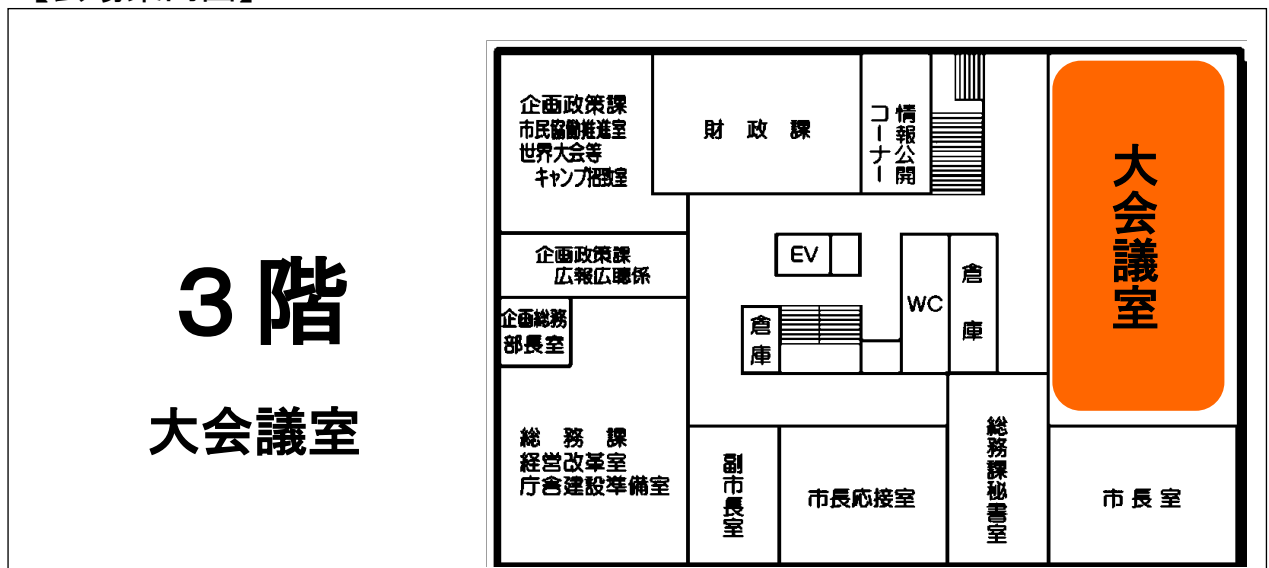 3階
大会議室
企画政策課
市民協働推進室
世界大会等
キャンプ招致室
財政課
情報公開
コーナー
大会議室
企画政策課
広報広聴係
EV
WC
倉庫
企画総務
部長室
倉庫
総務課
経営改革室
庁舎建設準備室
副市長室
市長応接室
総務課秘書室
市長室